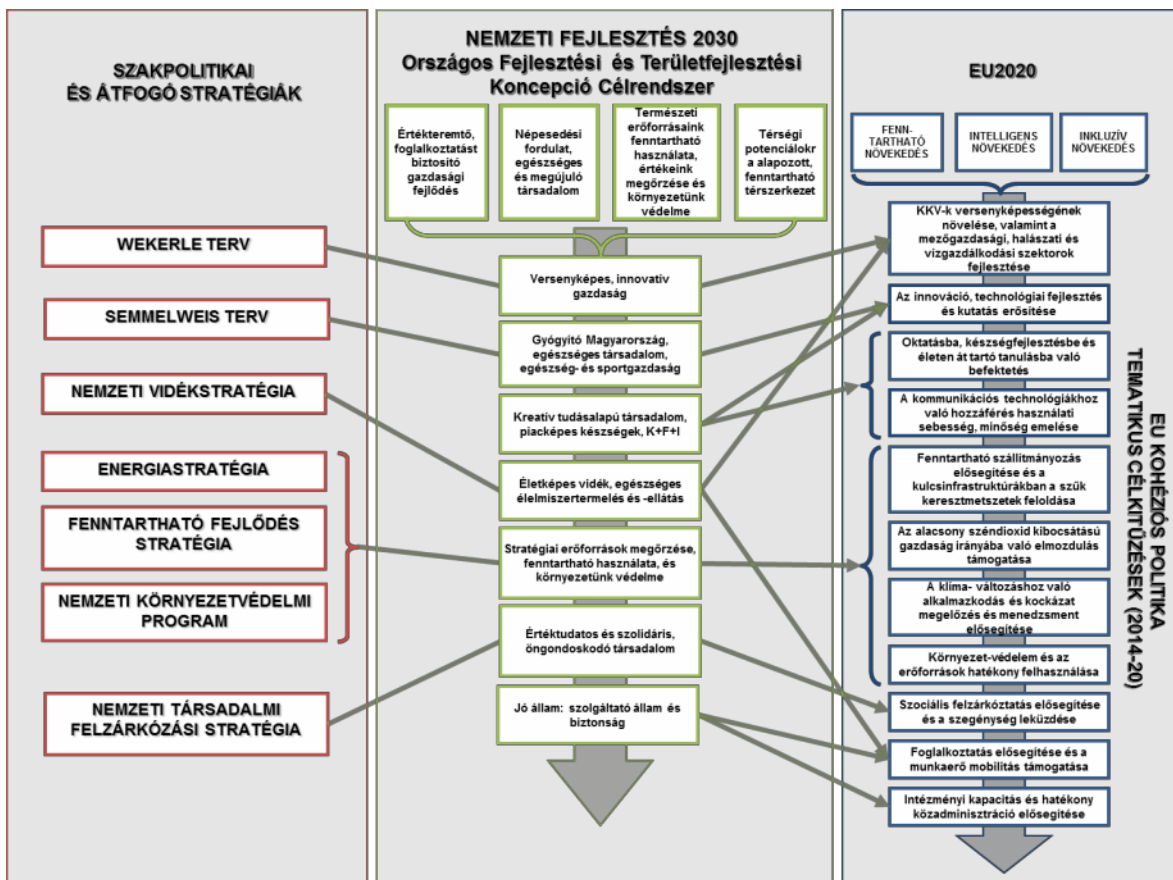 SZAKPOLITIKAI
ÉS ÁTFOGÓ STRATÉGIÁK
WEKERLE TERV
SEMMELWEIS TERV
NEMZETI VIDÉKSTRATÉGIA
ENERGIASTRATÉGIA
FENNTARTHATÓ FEJLŐDÉS
STRATÉGIA
NEMZETI KÖRNYEZETVÉDELMI
PROGRAM
NEMZETI TÁRSADALMI
FELZÁRKÓZÁSI STRATÉGIA
NEMZETI FEJLESZTÉS 2030
Országos Fejlesztési és Területfejlesztési
Koncepció Célrendszer
Értékteremtő,
foglalkoztatást
biztosító
gazdasági
fejlődés
Népesedési
fordulat,
egészséges
és megújuló
társadalom
Természeti
erőforrásaink
fenntartható
használata,
értékeink
megőrzése és
környezetünk
védelme
Térségi
potenciálokr
a alapozott,
fenntartható
térszerkezet
Versenyképes, innovatív
gazdaság
Gyógyító Magyarország,
egészséges társadalom,
egészség- és sportgazdaság
Kreatív tudásalapú társadalom,
piacképes készségek, K+F+I
Életképes vidék, egészséges
élelmiszertermelés és -ellátás
Stratégiai erőforrások megőrzése,
fenntartható használata, és
környezetünk védelme
Értéktudatos és szolidáris,
öngondoskodó társadalom
Jó állam: szolgáltató állam és
biztonság
EU2020
FENN-
TARTHATÓ
NÖVEKEDÉS
INTELLIGENS
NÖVEKEDÉS
INKLUZÍV
NÖVEKEDÉS
KKV-k versenyképességének
növelése, valamint a
mezőgazdasági, halászati és
vízgazdálkodási szektorok
fejlesztése
Az innováció, technológiai fejlesztés
és kutatás erősítése
Oktatásba, készségfejlesztésbe és
életen át tartó tanulásba való
befektetés
A kommunikációs technológiákhoz
való hozzáférés használati
sebesség, minőség emelése
Fenntartható szállítmányozás
elősegítése és a
kulcsinfrastruktúrákban a szűk
keresztmetszetek feloldása
Az alacsony széndioxid kibocsátású
gazdaság irányába való elmozdulás
támogatása
A klíma- változáshoz való
alkalmazkodás és kockázat
megelőzés és menedzsment
elősegítése
Környezet-védelem és az
erőforrások hatékony felhasználása
Szociális felzárkóztatás elősegítése
és a szegénység leküzdése
Foglalkoztatás elősegítése és a
munkaerő mobilitás támogatása
Intézményi kapacitás és hatékony
közadminisztráció elősegítése
EU KOHÉZIÓS POLITIKA
TEMATIKUS CÉLKITŰZÉSEK (2014-20)